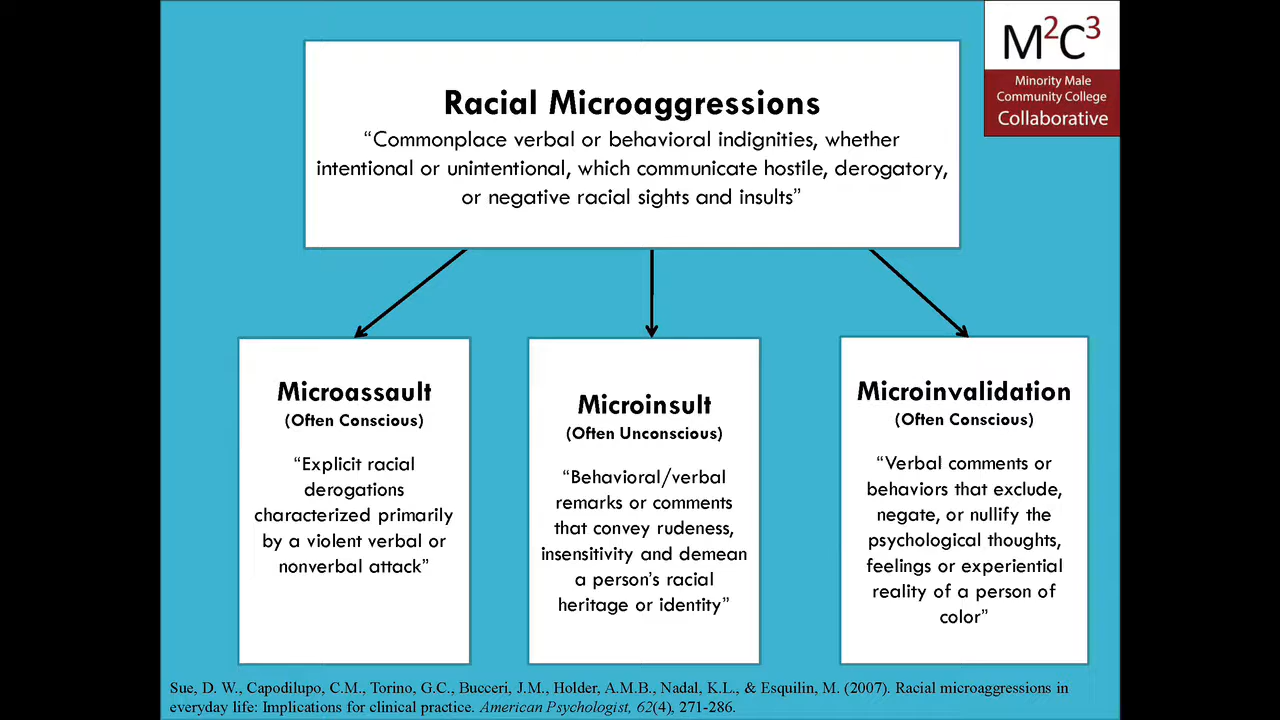 M2C3
Minority Male
Community College
Collaborative
Racial Microaggressions
“Commonplace verbal or behavioral indignities, whether
intentional or unintentional, which communicate hostile, derogatory,
or negative racial sights and insults”
Microassault
(Often Conscious)
“Explicit racial
derogations
characterized primarily
by a violent verbal or
nonverbal attack”
Microinsult
(Often Unconscious)
“Behavioral/verbal
remarks or comments
that convey rudeness,
insensitivity and demean
a person’s racial
heritage or identity”
Microinvalidation
(Often Conscious)
“Verbal comments or
behaviors that exclude,
negate, or nullify the
psychological thoughts,
feelings or experiential
reality of a person of
color”
Sue, D. W., Capodilupo, C.M., Torino, G.C., Bucceri, J.M., Holder, A.M.B., Nadal, K.L., & Esquilin, M. (2007). Racial microaggressions in
everyday life: Implications for clinical practice. American Psychologist, 62(4), 271-286.